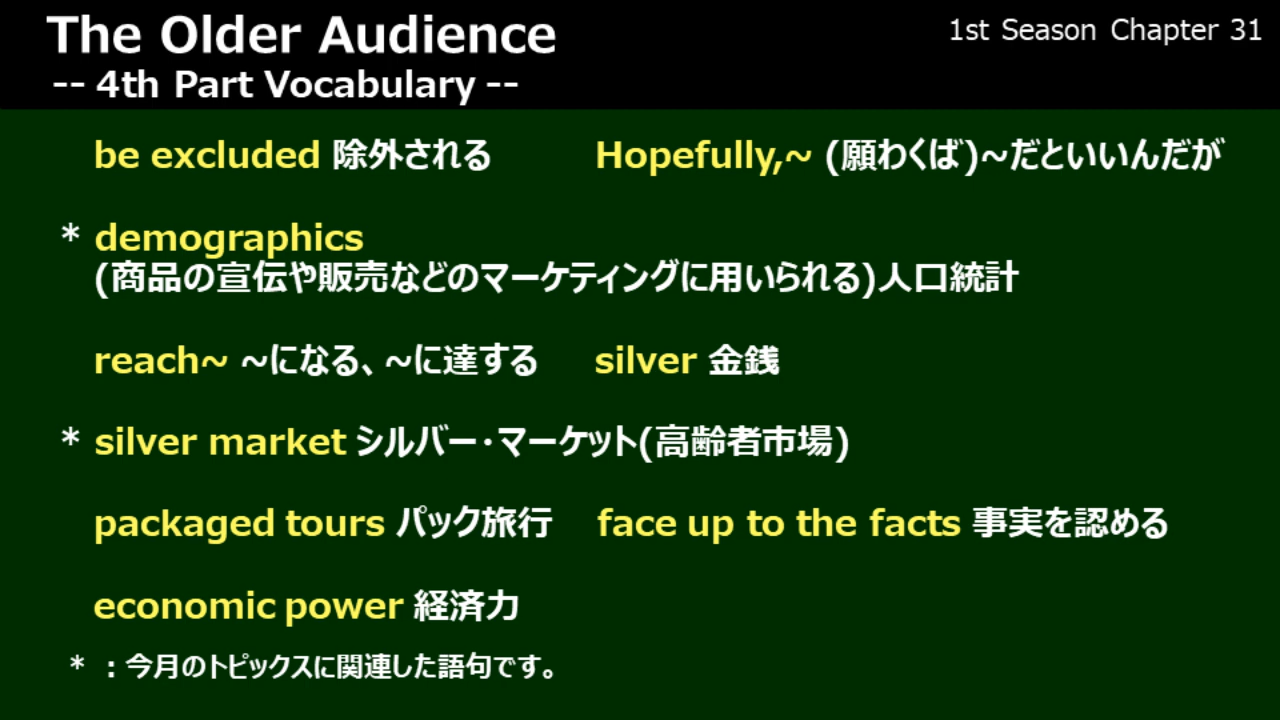 The Older Audience
1st Season Chapter 31
-- 4th Part Vocabulary --
be excluded 除外される
Hopefully,~ (願わくば)~だといいんだが
* demographics
(商品の宣伝や販売などのマーケティングに用いられる)人口統計
reach~ ~になる、~に達する
silver 金銭
* silver market シルバー・マーケット(高齢者市場)
packaged tours パック旅行
face up to the facts 事実を認める
economic power 経済力
* :今月のトピックスに関連した語句です。